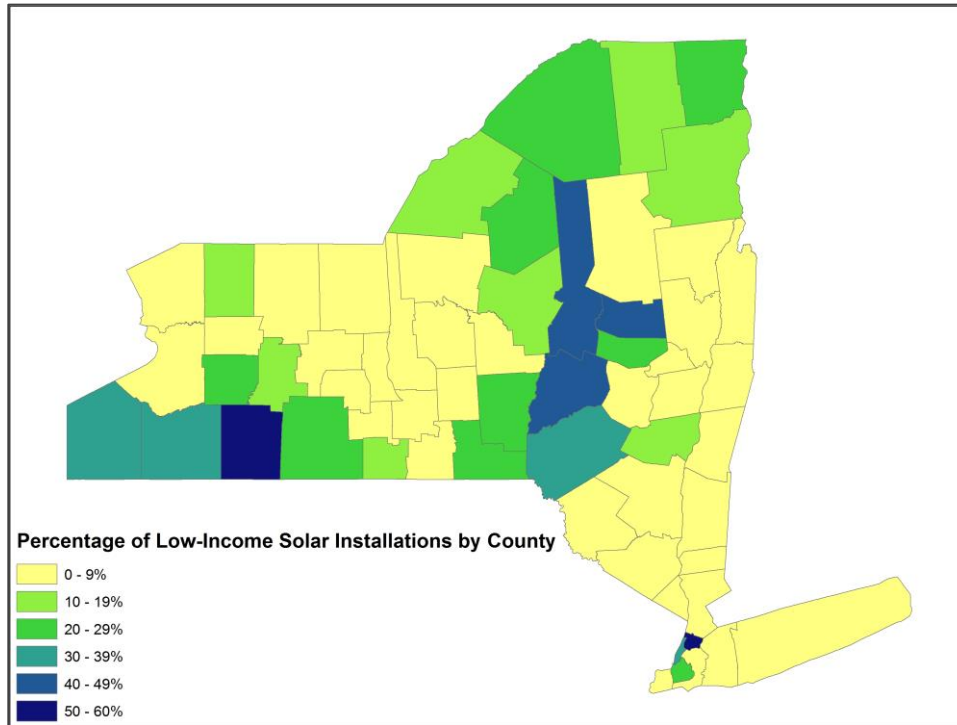 Percentage of Low-Income Solar Installations by County
0 - 9%
10 - 19%
20 - 29%
30 - 39%
40 - 49%
50 - 60%